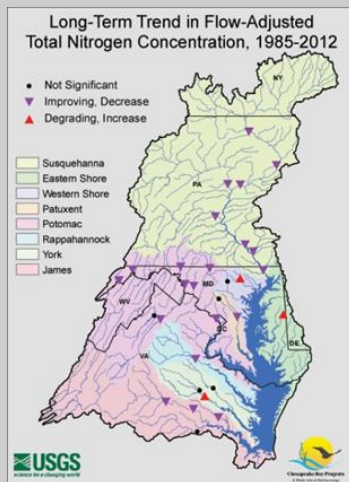 Long-Term Trend in Flow-Adjusted
Total Nitrogen Concentration, 1985-2012
Not Significant
Improving, Decrease
Degrading, Increase
Susquehanna
Eastern Shore
Western Shore
Patuxent
Potomac
Rappahannock
York
James
NY
PA
MD
WV
DC
DE
VA
USGS
science for a changing world
Chesapeake Bay Program